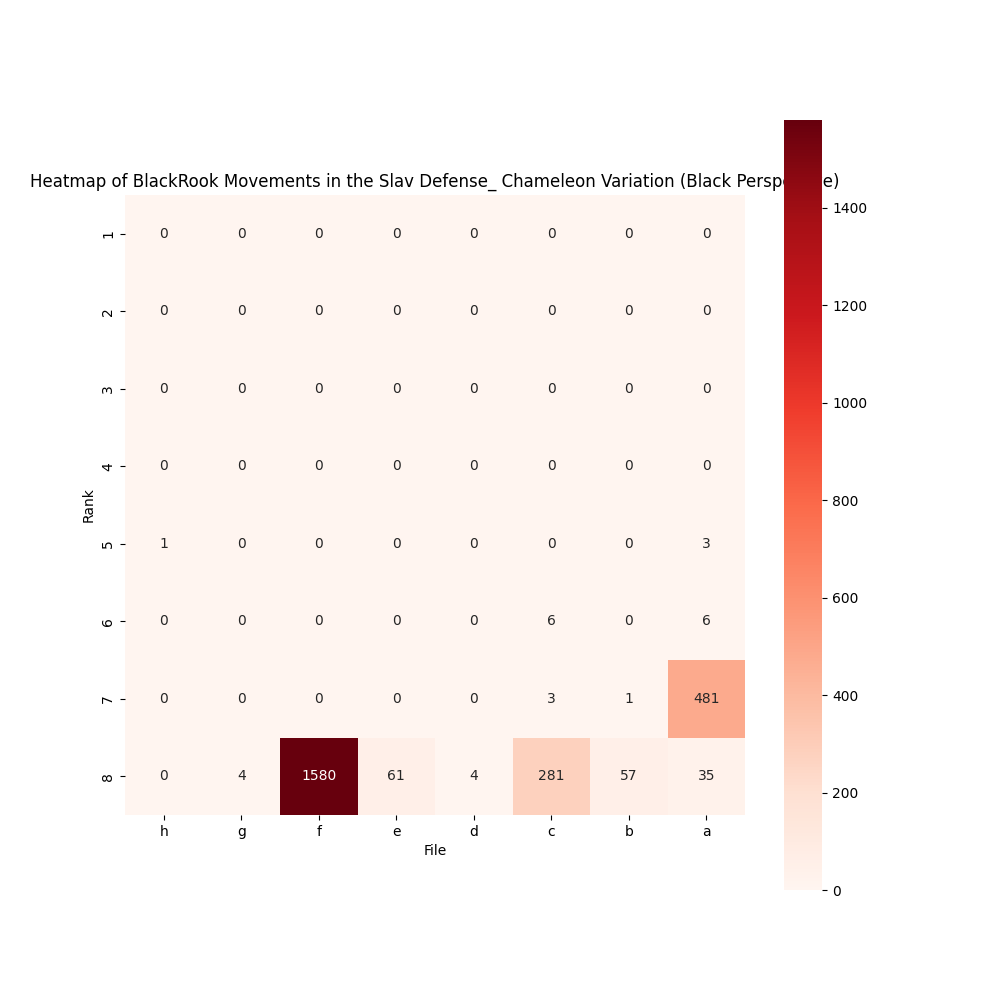 Heatmap of BlackRook Movements in the Slav Defense_ Chameleon Variation (Black Persp e)
1 0 0 0 0 0 0 0 0
2 0 0 0 0 0 0 0 0
3 0 0 0 0 0 0 0 0
4 0 0 0 0 0 0 0 0
5 1 0 0 0 0 0 0 3
6 0 0 0 0 0 6 0 6
7 0 0 0 0 0 3 1 481
8 0 4 1580 61 4 281 57 35
h g f e d c b a
File
Rank
1400
1200
1000
800
600
400
200
0